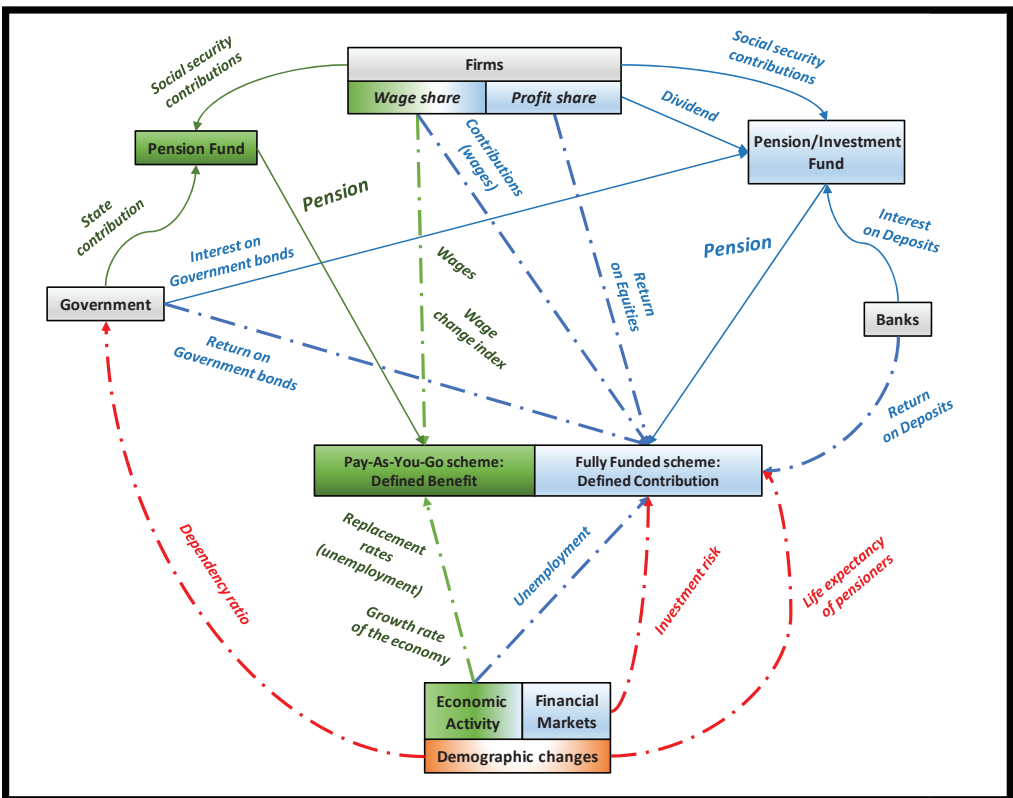 Social security
contributions
Firms
Wage share
Profit share
Social security
contributions
Dividend
Contributions
(wages)
Pension Fund
Pension/Investment
Fund
Pension
State
contribution
Interest on
Government bonds
Wages
Return
on Equities
Pension
Interest
on Deposits
Government
Banks
Wage
change index
Return on
Government bonds
Return
on Deposits
Pay-As-You-Go scheme:
Defined Benefit
Fully Funded scheme:
Defined Contribution
Dependency ratio
Replacement
rates
(unemployment)
Unemployment
Investment risk
Life expectancy
of pensioners
Growth rate
of the economy
Economic
Activity
Financial
Markets
Demographic changes